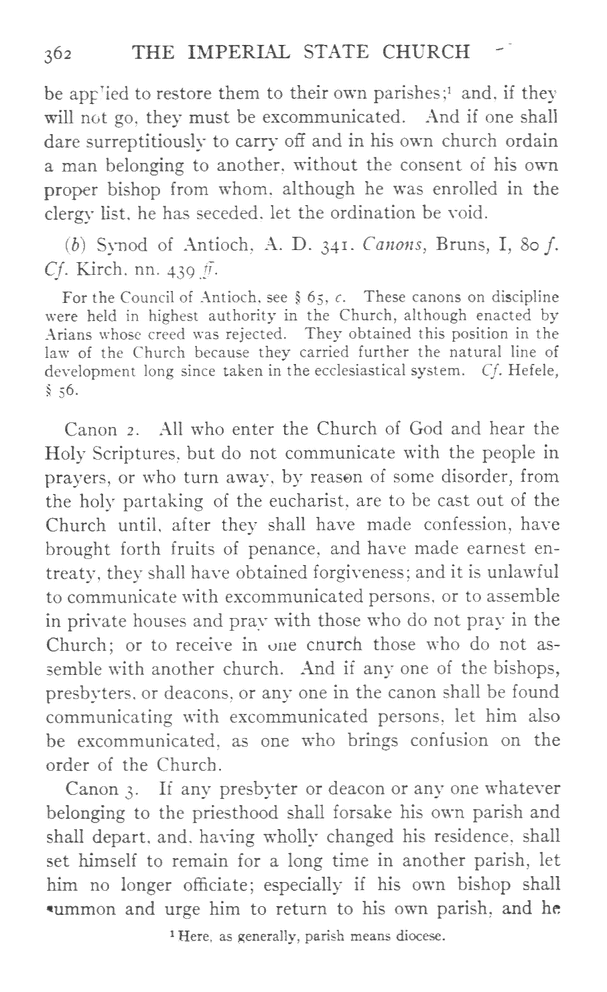 362 THE IMPERIAL STATE CHURCH
be applied to restore them to their own parishes;¹ and, if they
will not go, they must be excommunicated. And if one shall
dare surreptitiously to carry off and in his own church ordain
a man belonging to another, without the consent of his own
proper bishop from whom, although he was enrolled in the
clergy list, he has seceded, let the ordination be void.
(b) Synod of Antioch, A. D. 341. Canons, Bruns, I, 80 f.
Cf. Kirch, nn. 439 ff.
For the Council of Antioch, see § 65, c. These canons on discipline
were held in highest authority in the Church, although enacted by
Arians whose creed was rejected. They obtained this position in the
law of the Church because they carried further the natural line of
development long since taken in the ecclesiastical system. Cf. Hefele,
§ 56.
Canon 2. All who enter the Church of God and hear the
Holy Scriptures, but do not communicate with the people in
prayers, or who turn away, by reason of some disorder, from
the holy partaking of the eucharist, are to be cast out of the
Church until, after they shall have made confession, have
brought forth fruits of penance, and have made earnest en-
treaty, they shall have obtained forgiveness; and it is unlawful
to communicate with excommunicated persons, or to assemble
in private houses and pray with those who do not pray in the
Church; or to receive in one church those who do not as-
semble with another church. And if any one of the bishops,
presbyters, or deacons, or any one in the canon shall be found
communicating with excommunicated persons, let him also
be excommunicated, as one who brings confusion on the
order of the Church.
Canon 3. If any presbyter or deacon or any one whatever
belonging to the priesthood shall forsake his own parish and
shall depart, and, having wholly changed his residence, shall
set himself to remain for a long time in another parish, let
him no longer officiate; especially if his own bishop shall
summon and urge him to return to his own parish, and he
¹ Here, as generally, parish means diocese.